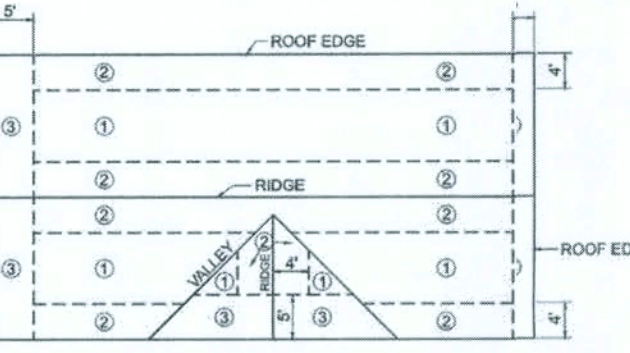 5'
ROOF EDGE
② ② 4'
③ ① ①
② ②
RIDGE
② ②
②
ROOF ED
③ ① VALLEY RIDGE 4' ①
① ①
② ③ 5' ③ ② 4'